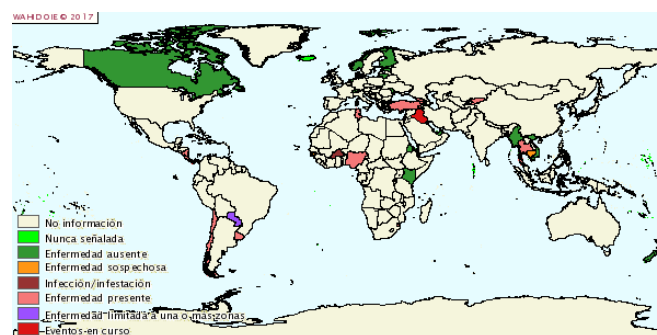 WAHID©OIE © 2017
No información
Nunca señalada
Enfermedad ausente
Enfermedad sospechosa
Infección/infestación
Enfermedad presente
Enfermedad limitada a una o más zonas
Eventos en curso